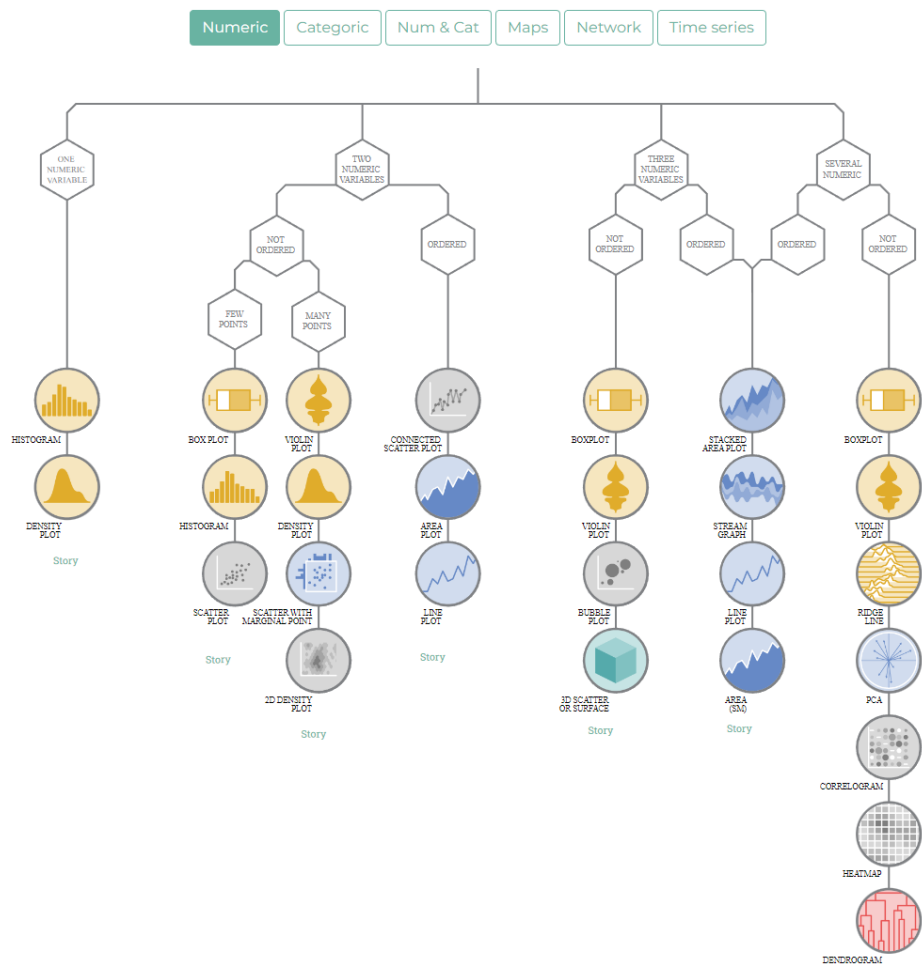 Numeric
Categoric
Num & Cat
Maps
Network
Time series
ONE
NUMERIC
VARIABLE
TWO
NUMERIC
VARIABLES
THREE
NUMERIC
VARIABLES
SEVERAL
NUMERIC
NOT
ORDERED
ORDERED
NOT
ORDERED
ORDERED
ORDERED
NOT
ORDERED
FEW
POINTS
MANY
POINTS
HISTOGRAM
BOX PLOT
VIOLIN
PLOT
CONNECTED
SCATTER PLOT
BOXPLOT
STACKED
AREA PLOT
BOXPLOT
DENSITY
PLOT
HISTOGRAM
DENSITY
PLOT
AREA
PLOT
VIOLIN
PLOT
STREAM
GRAPH
VIOLIN
PLOT
Story
SCATTER
PLOT
SCATTER WITH
MARGINAL POINT
LINE
PLOT
BUBBLE
PLOT
LINE
PLOT
RIDGE
LINE
Story
Story
2D DENSITY
PLOT
3D SCATTER
OR SURFACE
AREA
(SM)
PCA
Story
Story
Story
CORRELOGRAM
HEATMAP
DENDROGRAM